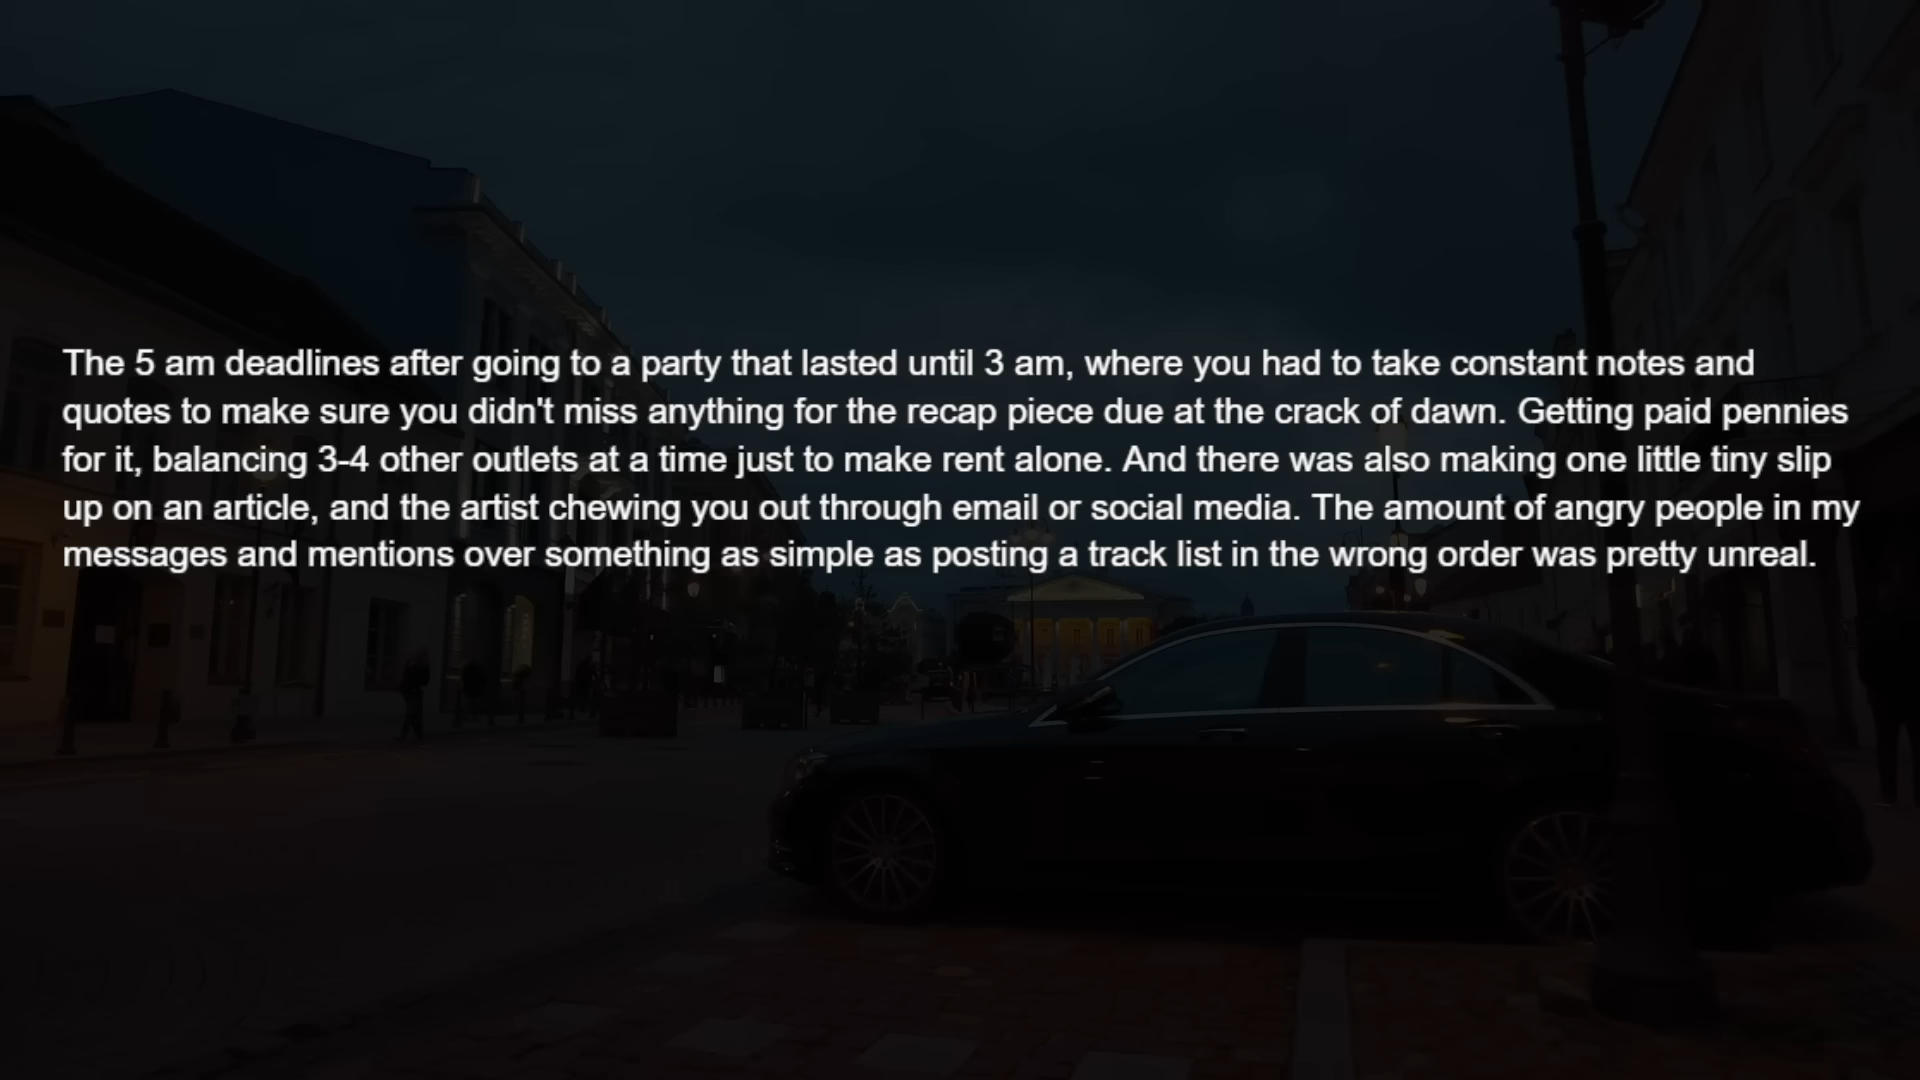 The 5 am deadlines after going to a party that lasted until 3 am, where you had to take constant notes and
quotes to make sure you didn't miss anything for the recap piece due at the crack of dawn. Getting paid pennies
for it, balancing 3-4 other outlets at a time just to make rent alone. And there was also making one little tiny slip
up on an article, and the artist chewing you out through email or social media. The amount of angry people in my
messages and mentions over something as simple as posting a track list in the wrong order was pretty unreal.